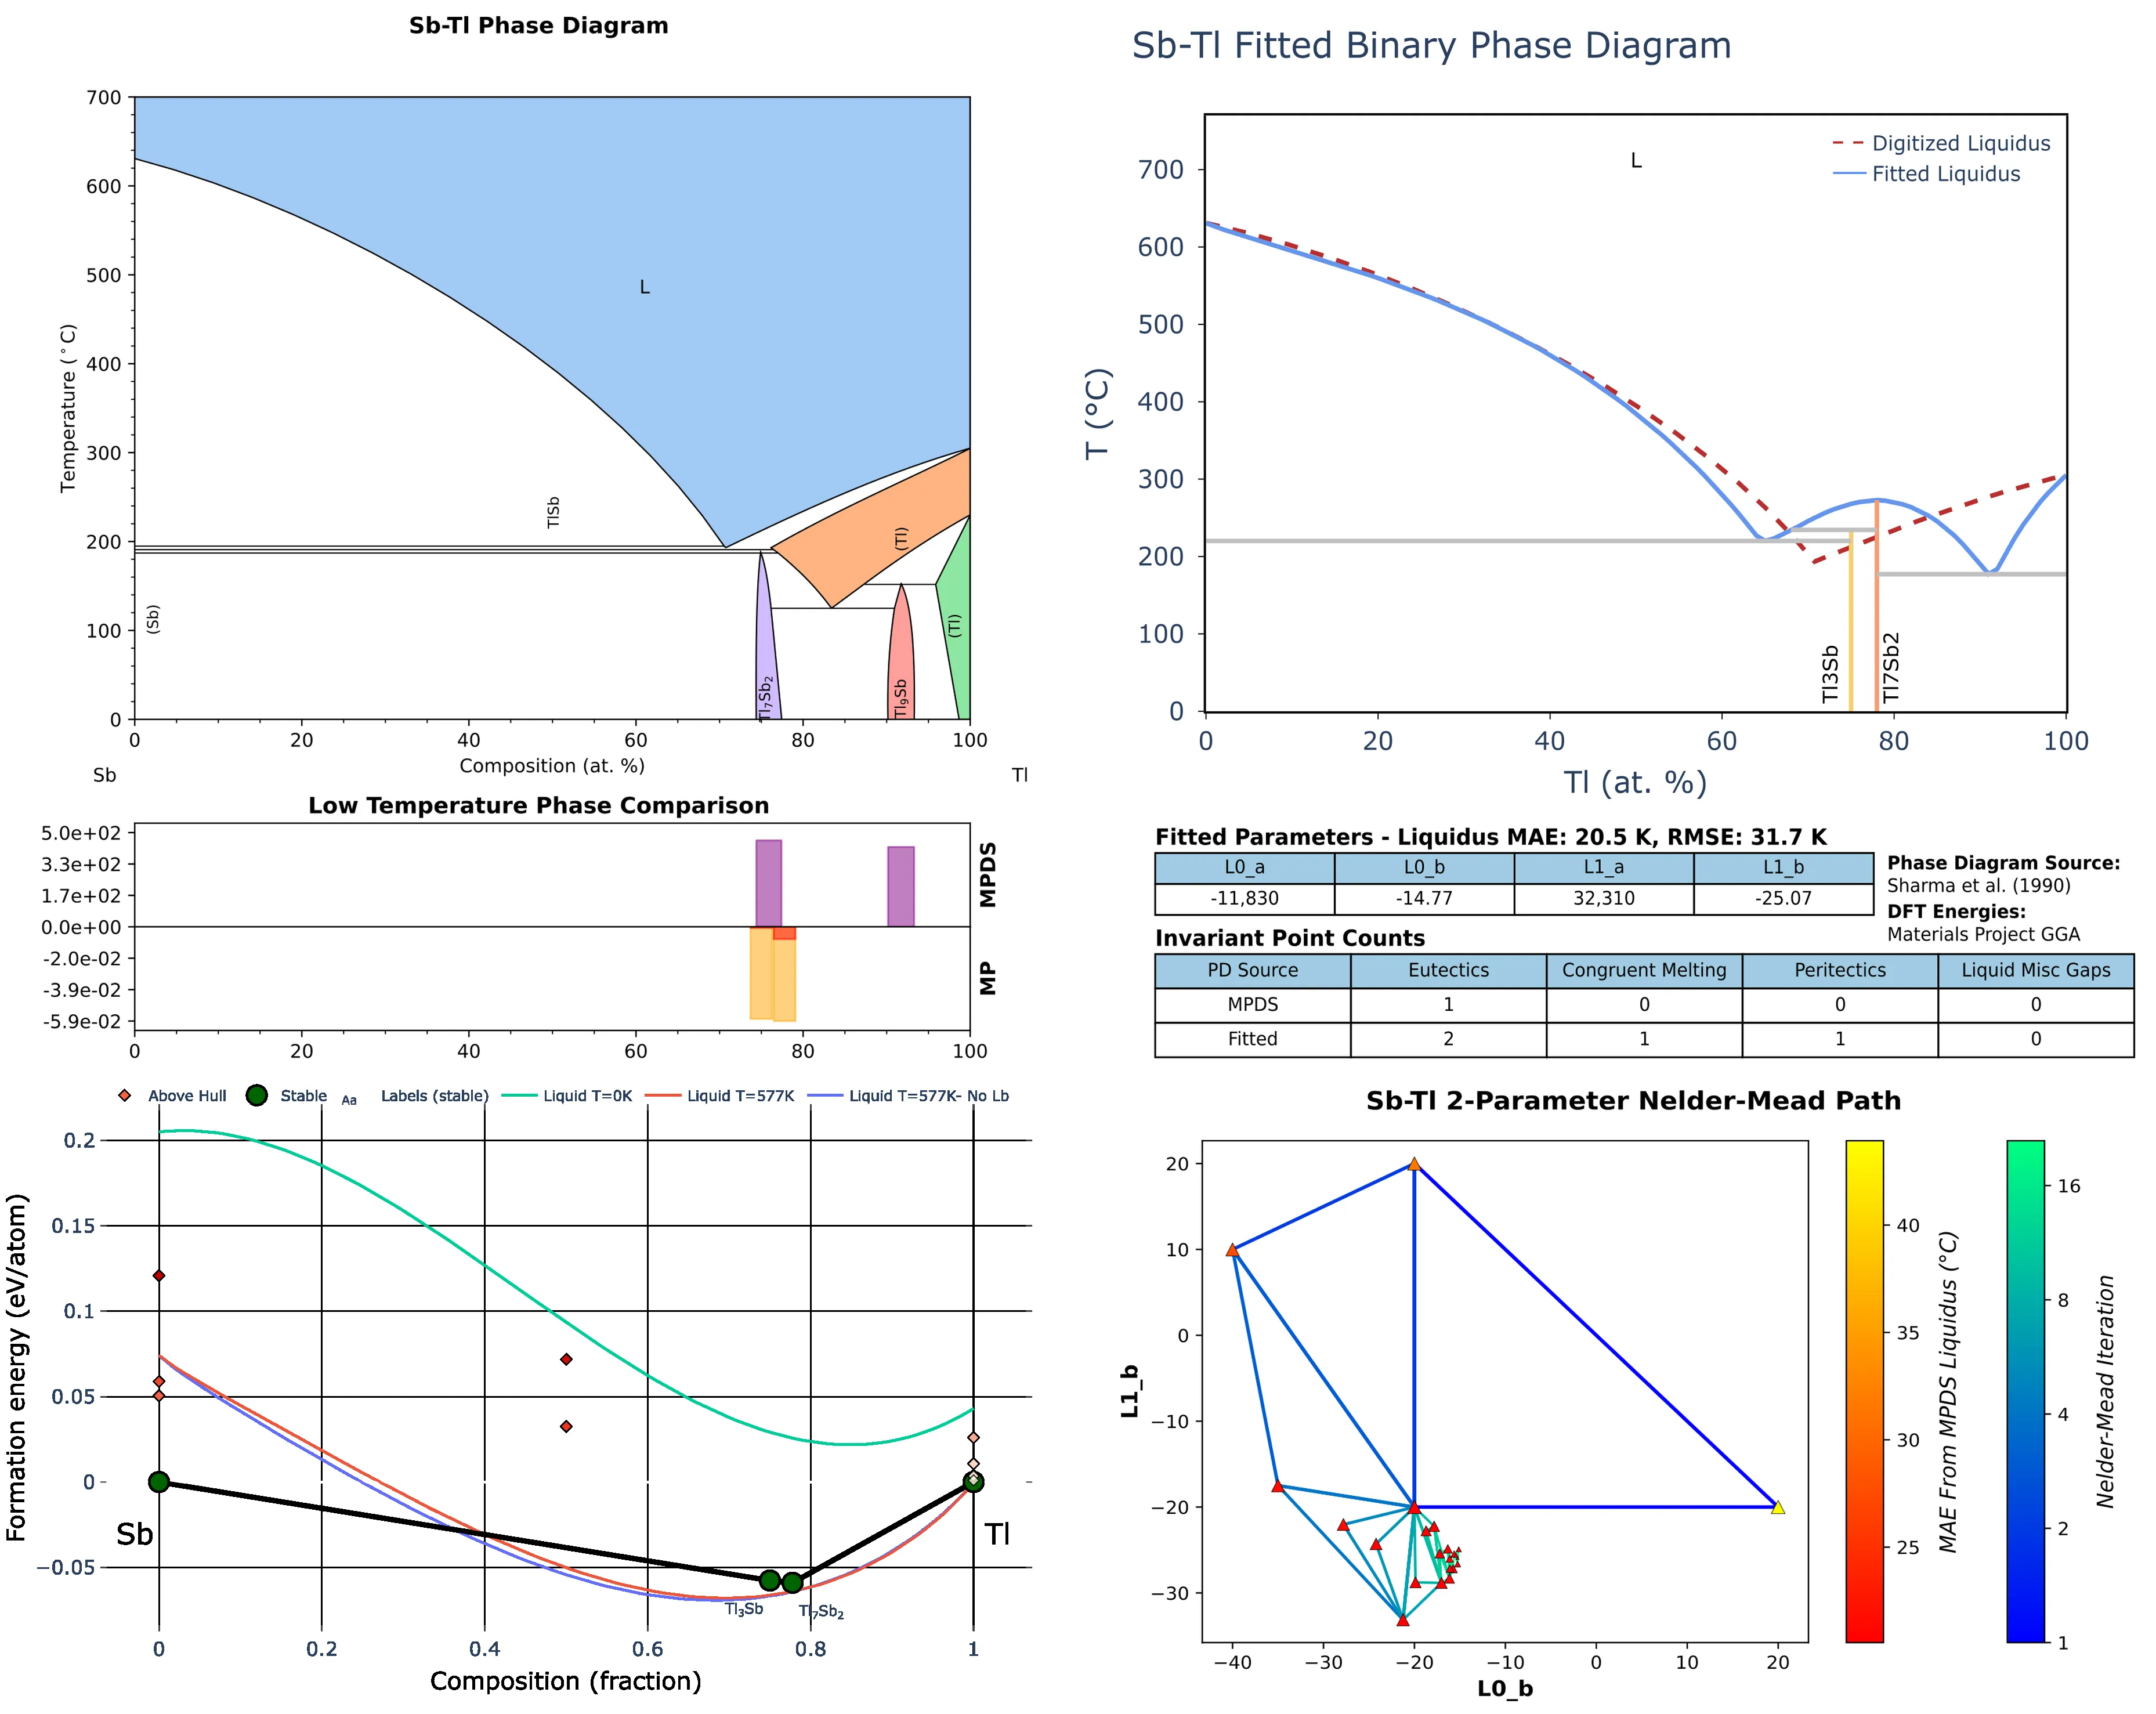 Sb-Tl Phase Diagram
700
600
500
400
300
200
100
0
Temperature (°C)
L
TlSb
(Sb)
(Tl)
(Tl)
Tl7Sb2
Tl9Sb
0 20 40 60 80 100
Composition (at. %)
Sb Tl
Sb-Tl Fitted Binary Phase Diagram
L
Digitized Liquidus
Fitted Liquidus
700
600
500
400
300
200
100
0
T (°C)
Tl3Sb
Tl7Sb2
0 20 40 60 80 100
Tl (at. %)
Low Temperature Phase Comparison
5.0e+02
3.3e+02
1.7e+02
0.0e+00
-2.0e-02
-3.9e-02
-5.9e-02
MPDS
MP
0 20 40 60 80 100
Fitted Parameters - Liquidus MAE: 20.5 K, RMSE: 31.7 K
L0_a L0_b L1_a L1_b
-11,830 -14.77 32,310 -25.07
Phase Diagram Source:
Sharma et al. (1990)
DFT Energies:
Materials Project GGA
Invariant Point Counts
PD Source Eutectics Congruent Melting Peritectics Liquid Misc Gaps
MPDS 1 0 0 0
Fitted 2 1 1 0
Above Hull Stable Aa Labels (stable) Liquid T=0K Liquid T=577K Liquid T=577K- No Lb
0.2
0.15
0.1
0.05
0
−0.05
Formation energy (eV/atom)
Sb
Tl
Tl3Sb
Tl7Sb2
0 0.2 0.4 0.6 0.8 1
Composition (fraction)
Sb-Tl 2-Parameter Nelder-Mead Path
20
10
0
−10
−20
−30
L1_b
−40 −30 −20 −10 0 10 20
L0_b
40
35
30
25
MAE From MPDS Liquidus (°C)
16
8
4
2
1
Nelder-Mead Iteration